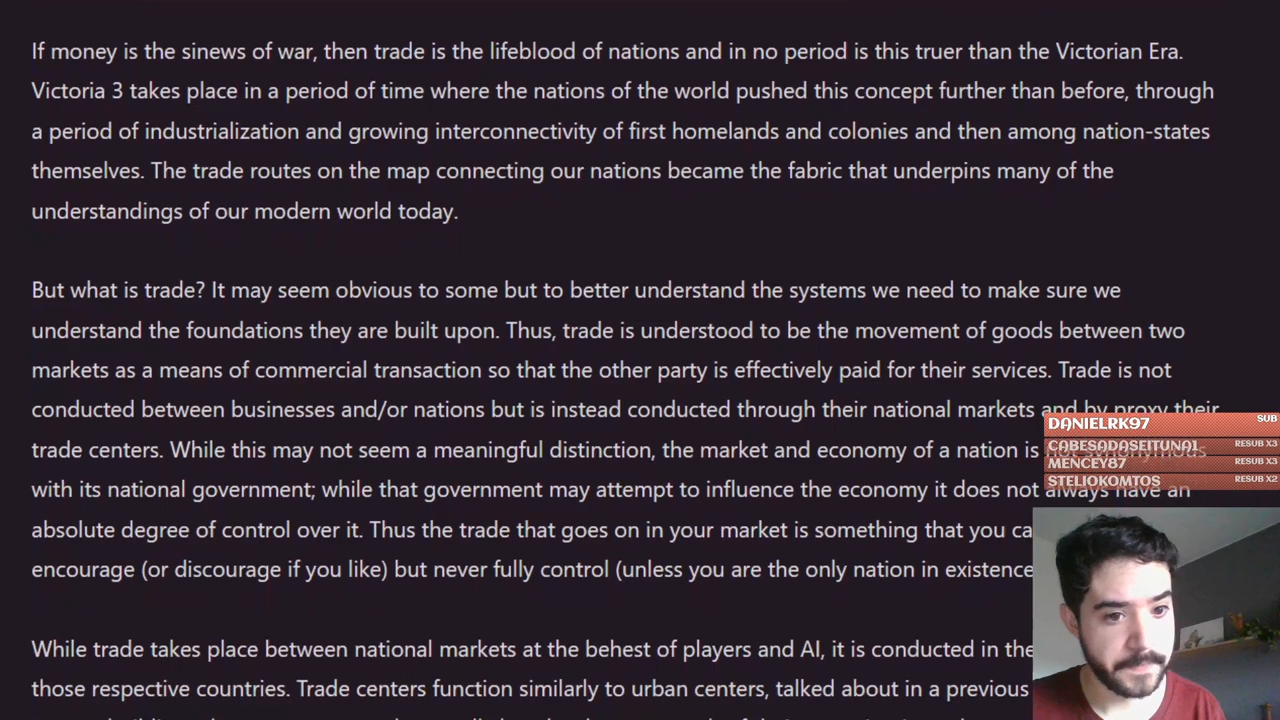 If money is the sinews of war, then trade is the lifeblood of nations and in no period is this truer than the Victorian Era.
Victoria 3 takes place in a period of time where the nations of the world pushed this concept further than before, through
a period of industrialization and growing interconnectivity of first homelands and colonies and then among nation-states
themselves. The trade routes on the map connecting our nations became the fabric that underpins many of the
understandings of our modern world today.
But what is trade? It may seem obvious to some but to better understand the systems we need to make sure we
understand the foundations they are built upon. Thus, trade is understood to be the movement of goods between two
markets as a means of commercial transaction so that the other party is effectively paid for their services. Trade is not
conducted between businesses and/or nations but is instead conducted through their national markets and by proxy their
trade centers. While this may not seem a meaningful distinction, the market and economy of a nation is
with its national government; while that government may attempt to influence the economy it does not always have an
absolute degree of control over it. Thus the trade that goes on in your market is something that you ca
encourage (or discourage if you like) but never fully control (unless you are the only nation in existence
While trade takes place between national markets at the behest of players and AI, it is conducted in the
those respective countries. Trade centers function similarly to urban centers, talked about in a previous
DANIELRK97 SUB
CABESADASEITUNA1 RESUB X3
MENCEY87 RESUB X3
STELIOKOMTOS RESUB X2